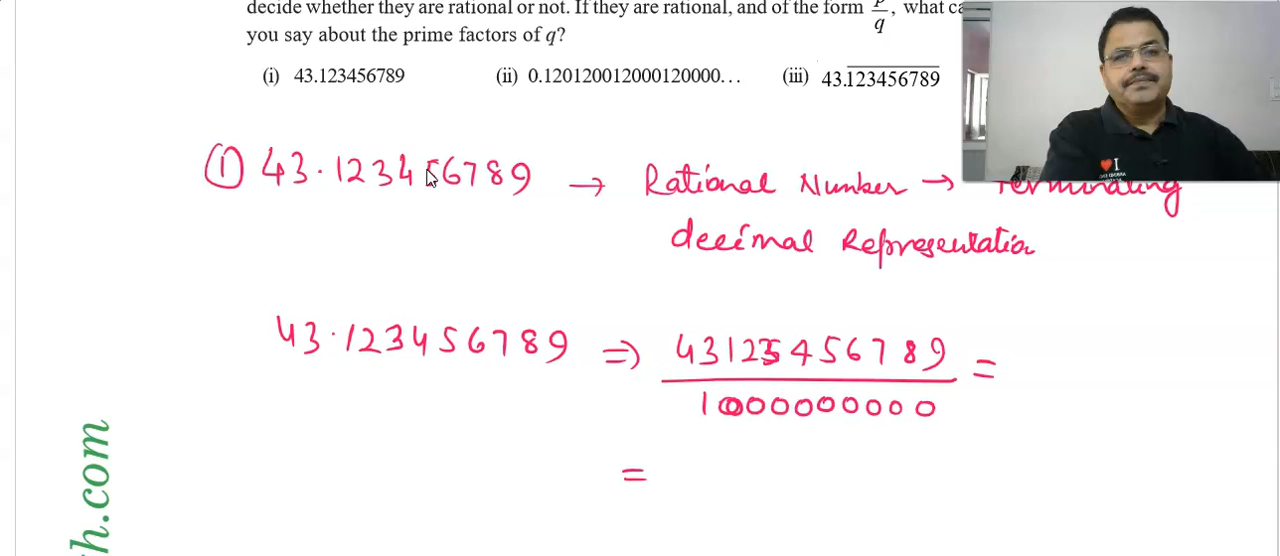 decide whether they are rational or not. If they are rational, and of the form p/q, what ca
you say about the prime factors of q?
(i) 43.123456789 (ii) 0.120120012000120000... (iii) 43.\overline{123456789}
① 43.123456789 → Rational Number → Terminating
decimal Representation
43.123456789 ⇒ 43123456789 / 1000000000 =
=
h.com